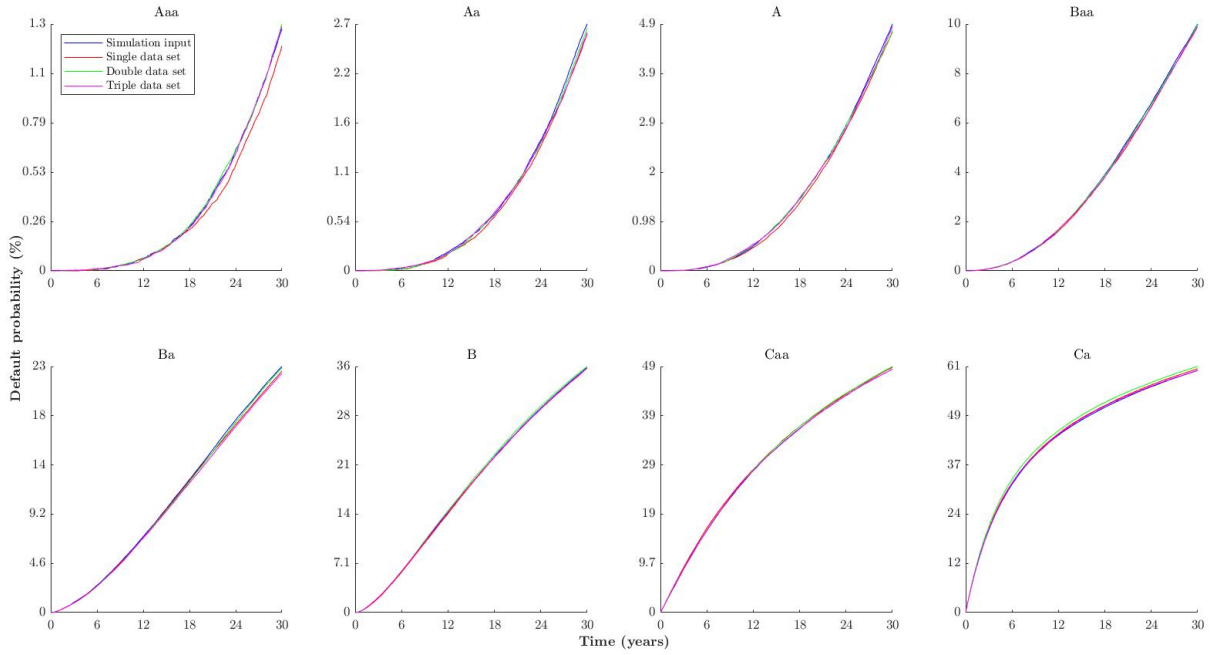 Aaa
Aa
A
Baa
1.3
1.1
0.79
0.53
0.26
0
Simulation input
Single data set
Double data set
Triple data set
0 6 12 18 24 30
2.7
2.2
1.6
1.1
0.54
0
0 6 12 18 24 30
4.9
3.9
2.9
2
0.98
0
0 6 12 18 24 30
10
8
6
4
2
0
0 6 12 18 24 30
Default probability (%)
Ba
B
Caa
Ca
23
18
14
9.2
4.6
0
0 6 12 18 24 30
36
28
21
14
7.1
0
0 6 12 18 24 30
49
39
29
19
9.7
0
0 6 12 18 24 30
61
49
37
24
12
0
0 6 12 18 24 30
Time (years)